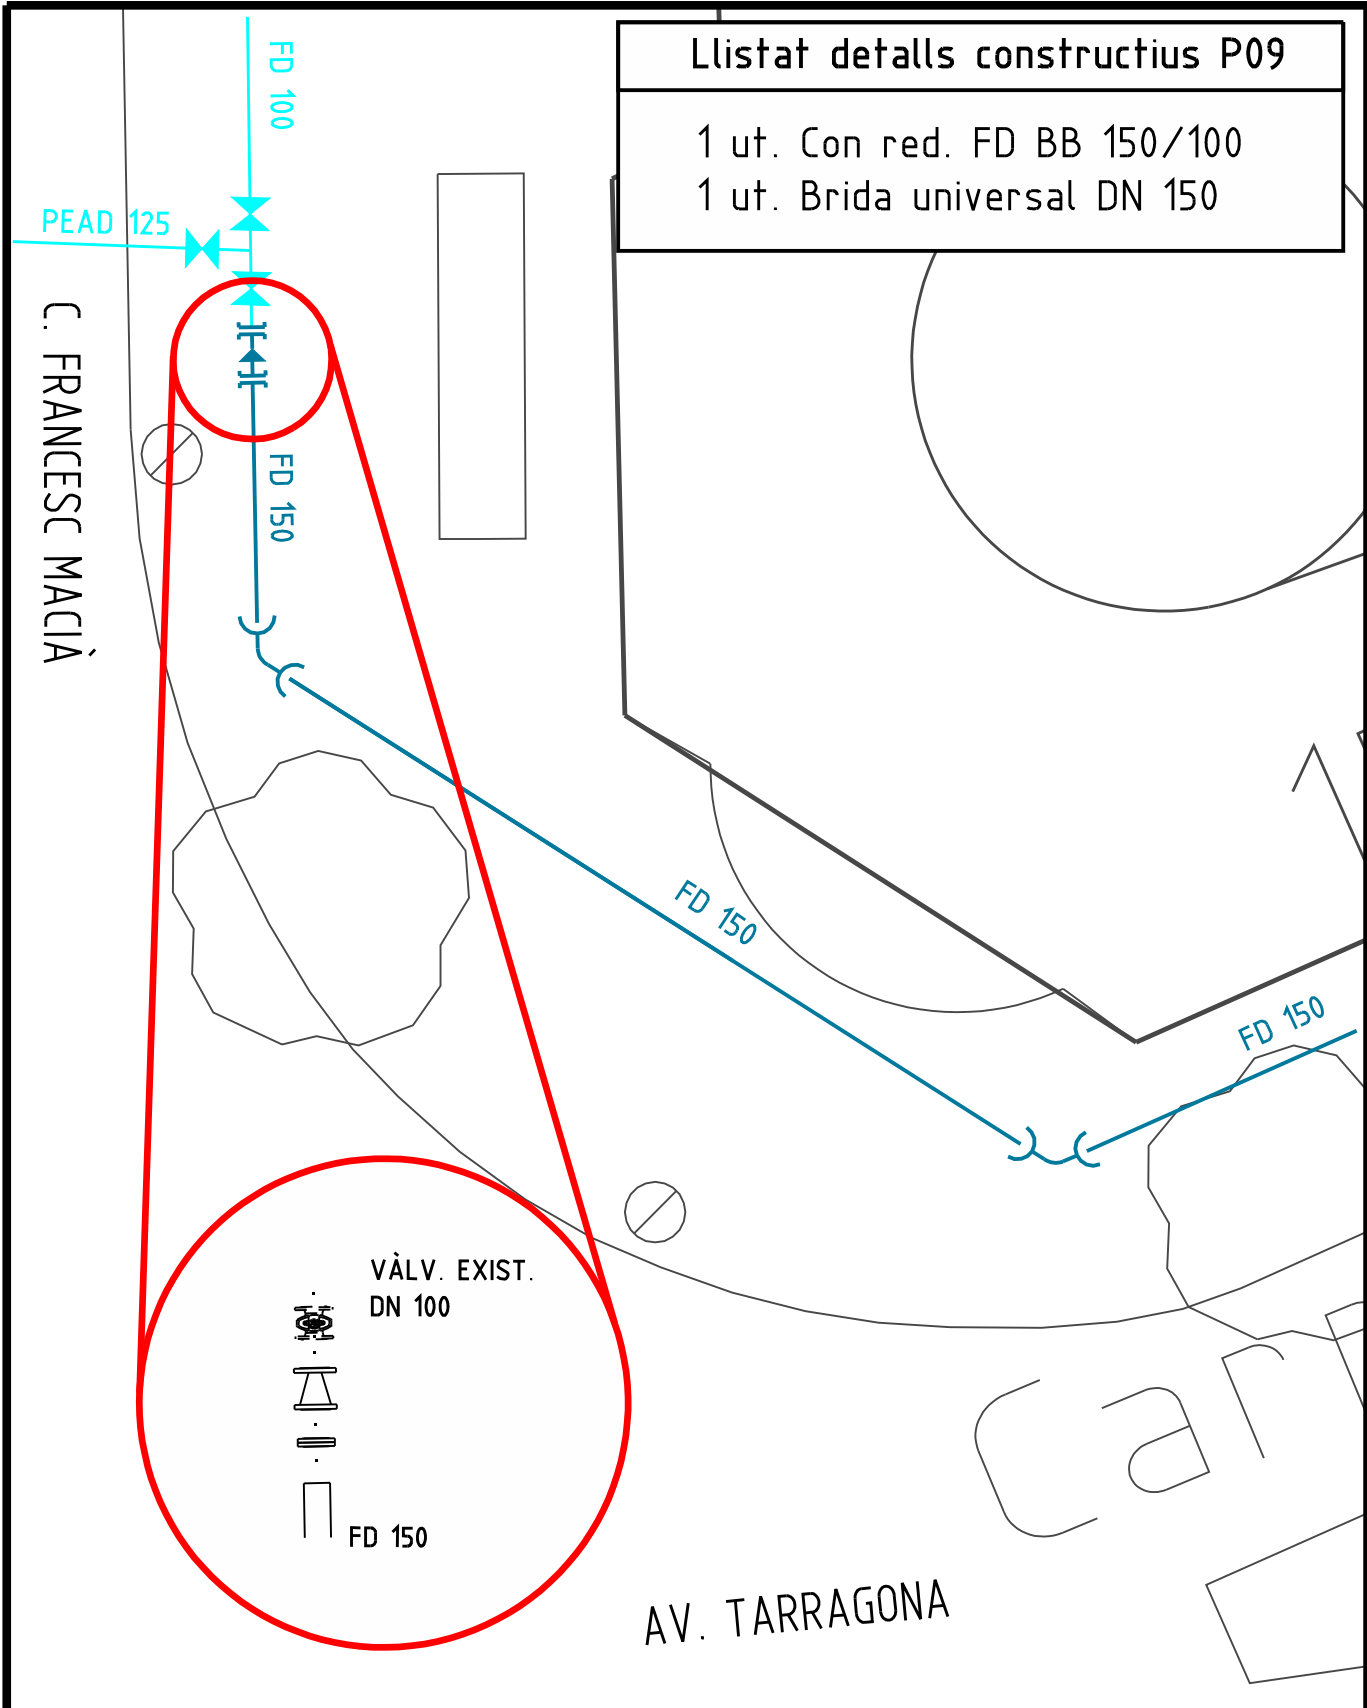 Llistat detalls constructius P09
1 ut. Con red. FD BB 150/100
1 ut. Brida universal DN 150
FD 100
PEAD 125
C. FRANCESC MACIÀ
FD 150
FD 150
FD 150
VÀLV. EXIST.
DN 100
FD 150
AV. TARRAGONA
Car